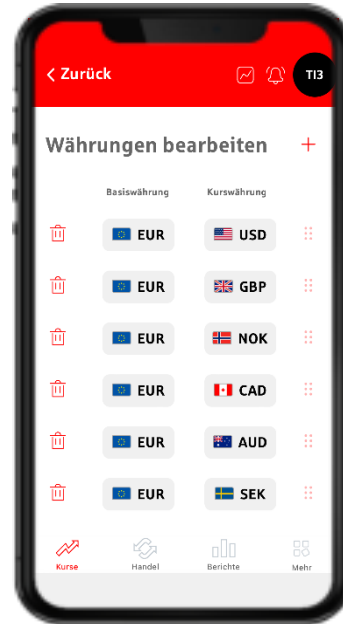 Zurück
TI3
Währungen bearbeiten
Basiswährung Kurswährung
EUR USD
EUR GBP
EUR NOK
EUR CAD
EUR AUD
EUR SEK
Kurse Handel Berichte Mehr